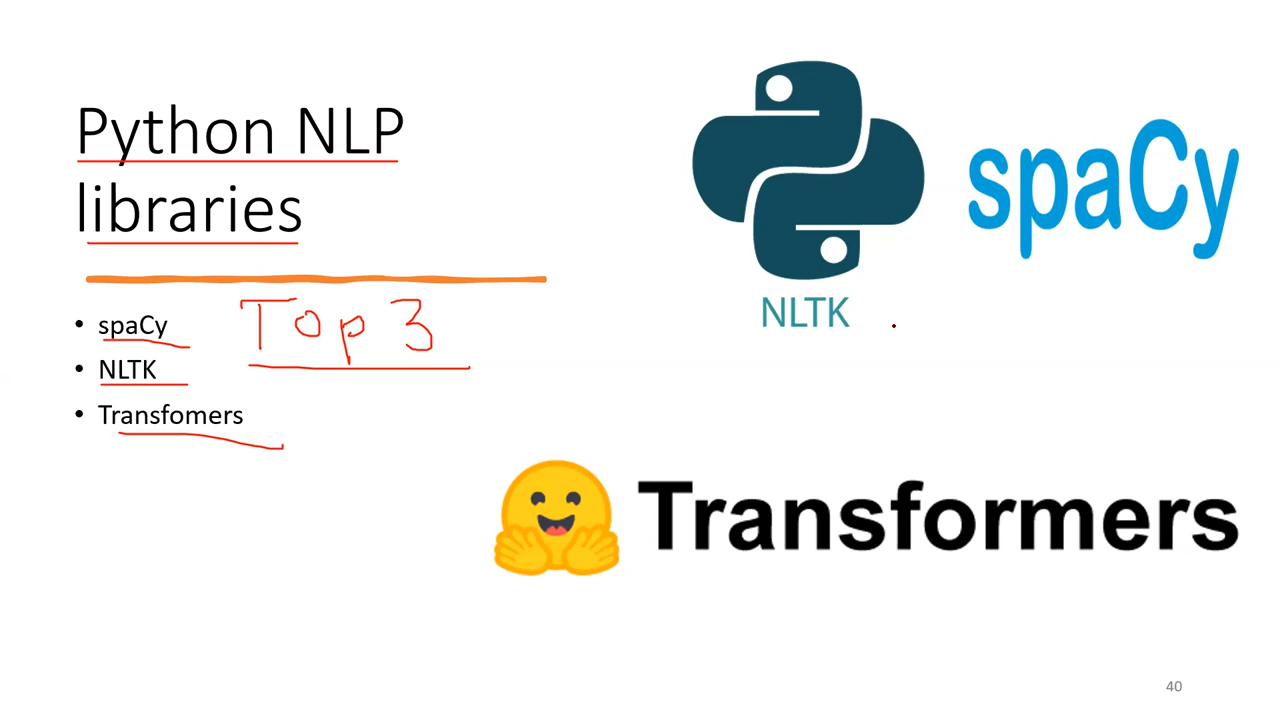 Python NLP
libraries
• spaCy
• NLTK
• Transfomers
Top 3
NLTK
spaCy
Transformers
40